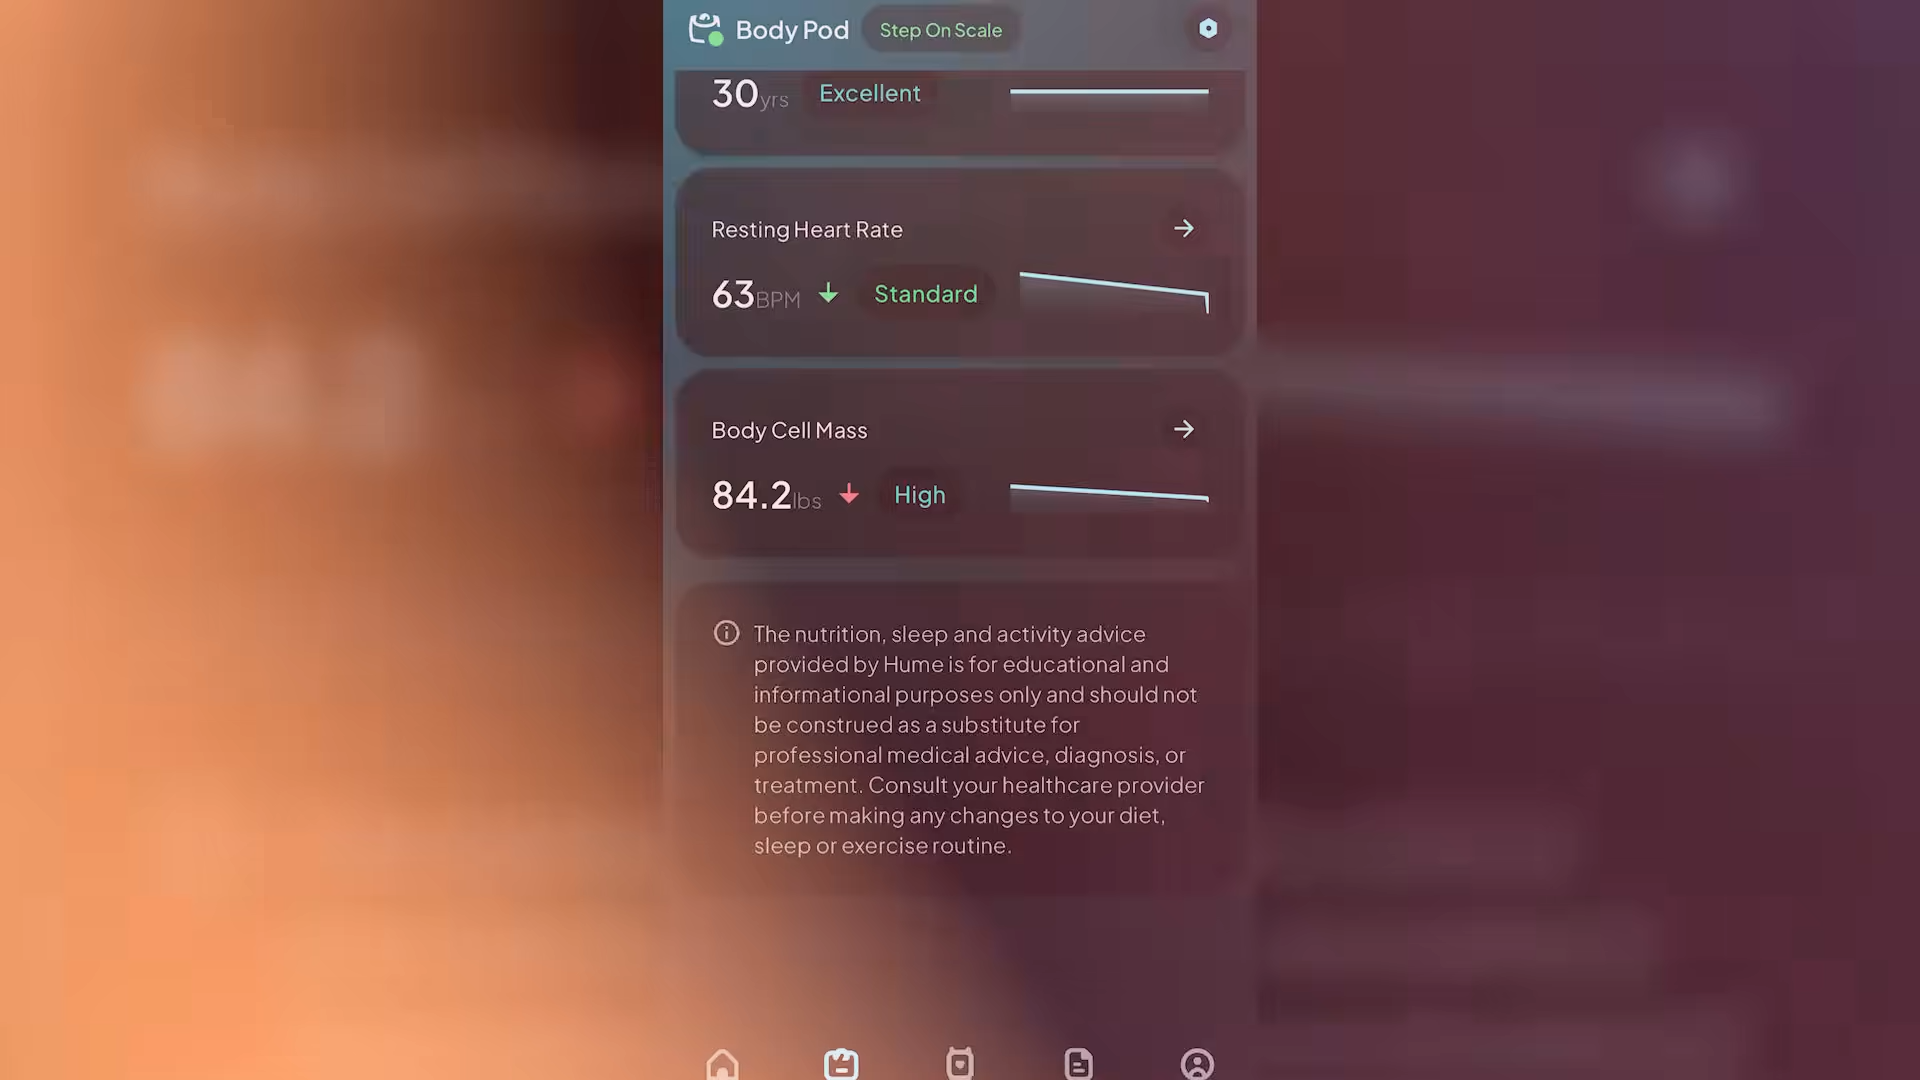 Body Pod Step On Scale
30yrs Excellent
Resting Heart Rate
63BPM Standard
Body Cell Mass
84.2lbs High
The nutrition, sleep and activity advice
provided by Hume is for educational and
informational purposes only and should not
be construed as a substitute for
professional medical advice, diagnosis, or
treatment. Consult your healthcare provider
before making any changes to your diet,
sleep or exercise routine.